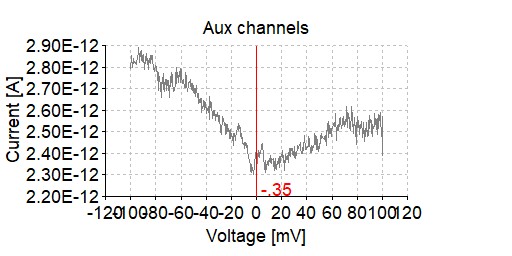 Aux channels
Current [A]
2.90E-12
2.80E-12
2.70E-12
2.60E-12
2.50E-12
2.40E-12
2.30E-12
2.20E-12
-.35
-120-100-80 -60 -40 -20 0 20 40 60 80 100 120
Voltage [mV]